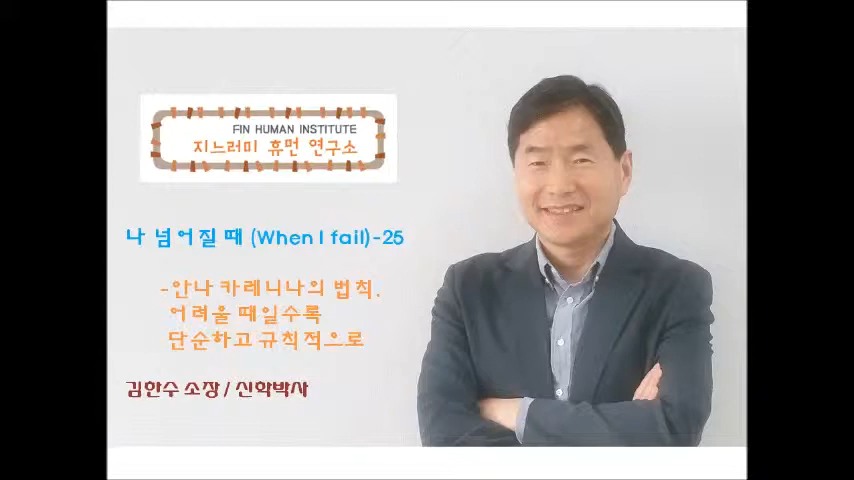 FIN HUMAN INSTITUTE
지느러미 휴먼 연구소
나 넘어질 때 (When I fail)-25
-안나 카레니나의 법칙.
어려울 때일수록
단순하고 규칙적으로
김한수 소장 / 신학박사